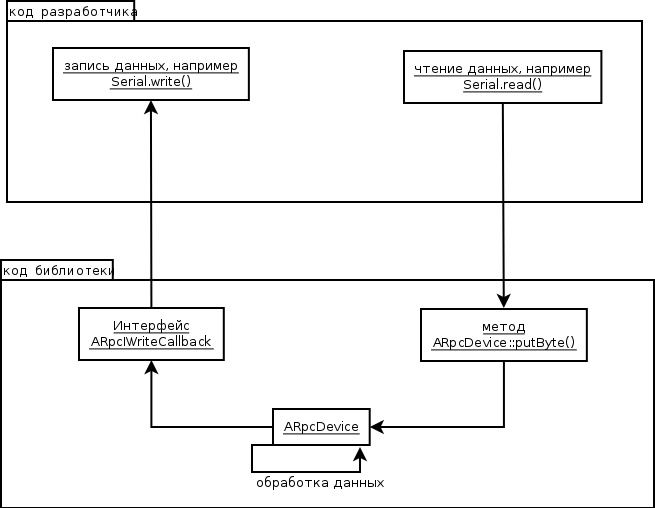 код разработчика
запись данных, например
Serial.write()
чтение данных, например
Serial.read()
код библиотеки
Интерфейс
ARpcIWriteCallback
метод
ARpcDevice::putByte()
ARpcDevice
обработка данных